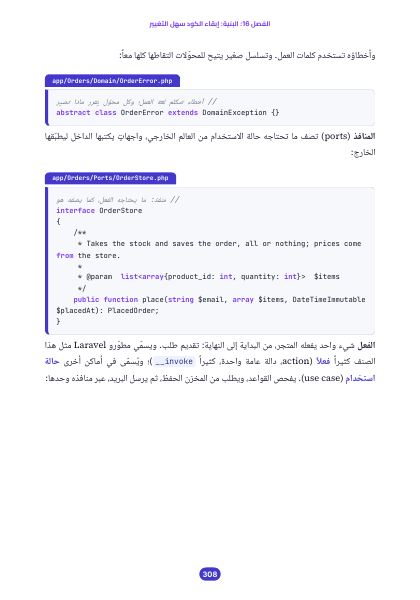 الفصل 16: البنية: إبقاء الكود سهل التغيير
وأخطاؤه تستخدم كلمات العمل. وتسلسل صغير يتيح للمحوّلات التقاطها كلها معاً:
app/Orders/Domain/OrderError.php
// أخطاء تتكلم لغة العمل؛ وكل محوّل يقرر ماذا تصير
abstract class OrderError extends DomainException {}
المنافذ (ports) تصف ما تحتاجه حالة الاستخدام من العالم الخارجي، واجهاتٍ يكتبها الداخل ليطبّقها
الخارج:
app/Orders/Ports/OrderStore.php
// منفذ: ما يحتاجه الفعل، كما يصفه هو
interface OrderStore
{
/**
* Takes the stock and saves the order, all or nothing; prices come
from the store.
*
* @param list<array{product_id: int, quantity: int}> $items
*/
public function place(string $email, array $items, DateTimeImmutable
$placedAt): PlacedOrder;
}
الفعل شيء واحد يفعله المتجر، من البداية إلى النهاية: تقديم طلب. ويسمّي مطوّرو Laravel مثل هذا
الصنف كثيراً فعلاً (action، دالة عامة واحدة، كثيراً __invoke)؛ ويُسمّى في أماكن أخرى حالة
استخدام (use case). يفحص القواعد، ويطلب من المخزن الحفظ، ثم يرسل البريد، عبر منافذه وحدها:
308